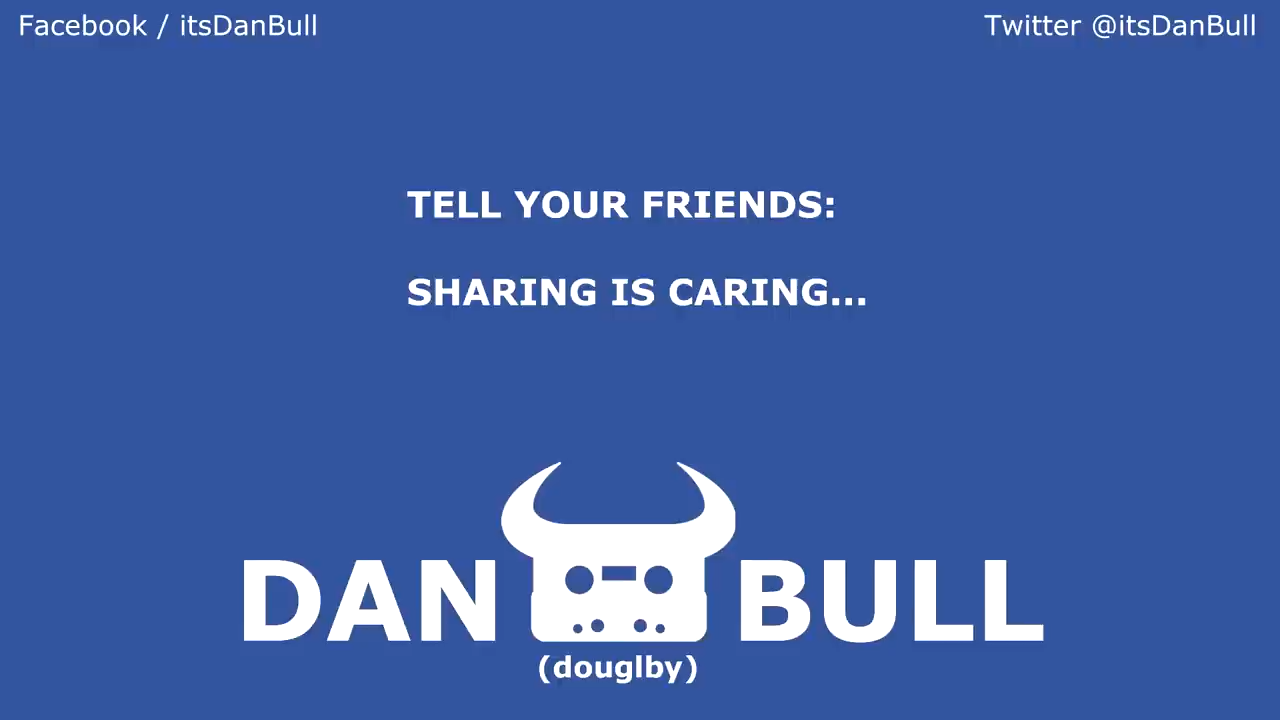 Facebook / itsDanBull
Twitter @itsDanBull
TELL YOUR FRIENDS:
SHARING IS CARING...
DAN BULL
(douglby)